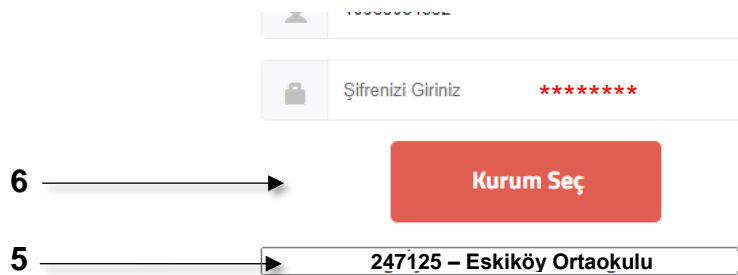 Şifrenizi Giriniz ********
6 Kurum Seç
5 247125 – Eskiköy Ortaokulu